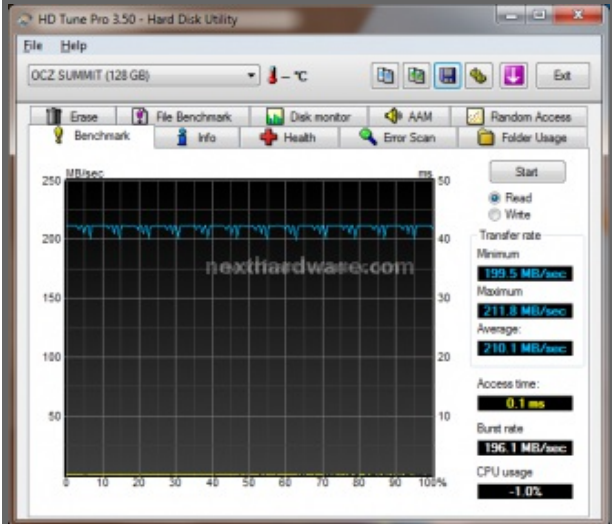 HD Tune Pro 3.50 - Hard Disk Utility
File Help
OCZ SUMMIT (128 GB)
– °C
Exit
Erase File Benchmark Disk monitor AAM Random Access
Benchmark Info Health Error Scan Folder Usage
MB/sec ms
250 50
200 40
150 30
100 20
50 10
0 10 20 30 40 50 60 70 80 90 100%
nexthardware.com
Start
Read
Write
Transfer rate
Minimum
199.5 MB/sec
Maximum
211.8 MB/sec
Average:
210.1 MB/sec
Access time:
0.1 ms
Burst rate
196.1 MB/sec
CPU usage
-1.0%